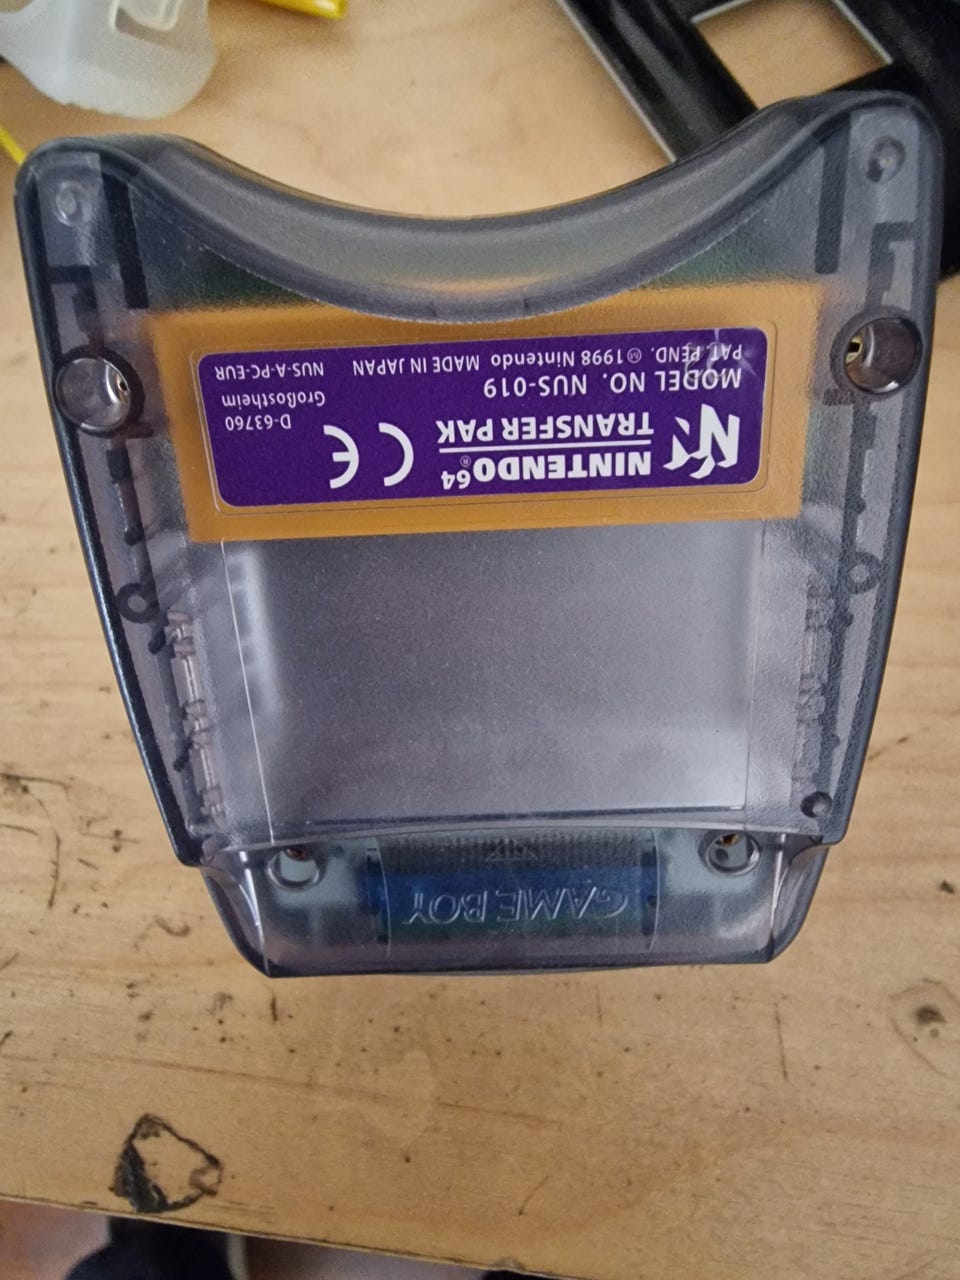 NINTENDO64®
TRANSFER PAK
MODEL NO. NUS-019
PAT. PEND. Ⓜ1998 Nintendo MADE IN JAPAN
CE
D-63760
Großostheim
NUS-A-PC-EUR
GAME BOY